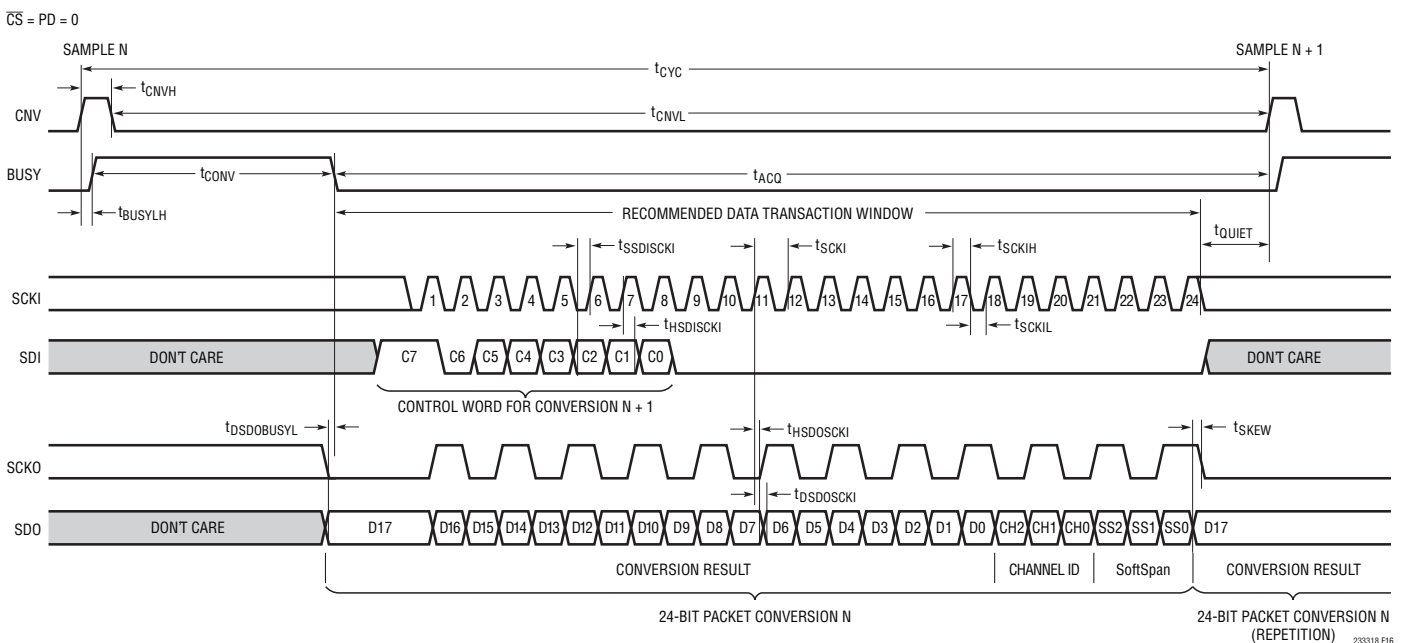 CS = PD = 0
SAMPLE N
SAMPLE N + 1
tCYC
tCNVH
CNV
tCNVL
BUSY
tCONV
tACQ
tBUSYLH
RECOMMENDED DATA TRANSACTION WINDOW
tQUIET
tSSDISCKI
tSCKI
tSCKIH
SCKI
1 2 3 4 5 6 7 8 9 10 11 12 13 14 15 16 17 18 19 20 21 22 23 24
tHSDISCKI
tSCKIL
SDI
DON'T CARE
C7 C6 C5 C4 C3 C2 C1 C0
DON'T CARE
CONTROL WORD FOR CONVERSION N + 1
tDSDOBUSYL
tHSDOSCKI
tSKEW
SCKO
tDSDOSCKI
SDO
DON'T CARE
D17 D16 D15 D14 D13 D12 D11 D10 D9 D8 D7 D6 D5 D4 D3 D2 D1 D0 CH2 CH1 CH0 SS2 SS1 SS0 D17
CONVERSION RESULT
CHANNEL ID
SoftSpan
CONVERSION RESULT
24-BIT PACKET CONVERSION N
24-BIT PACKET CONVERSION N
(REPETITION)
233318 F16